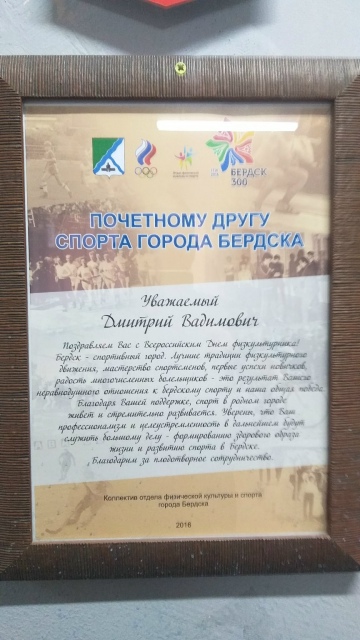 БЕРДСК
300
ПОЧЕТНОМУ ДРУГУ
СПОРТА ГОРОДА БЕРДСКА
Уважаемый
Дмитрий Вадимович
Поздравляем Вас с Всероссийским Днем физкультурника!
Бердск - спортивный город. Лучшие традиции физкультурного
движения, мастерство спортсменов, первые успехи новичков,
радость многочисленных болельщиков - это результат Вашего
неравнодушного отношения к бердскому спорту и наша общая победа.
Благодаря Вашей поддержке, спорт в родном городе
живет и стремительно развивается. Уверены, что Ваш
профессионализм и целеустремленность в дальнейшем будут
служить большому делу - формированию здорового образа
жизни и развитию спорта в Бердске.
Благодарим за плодотворное сотрудничество.
Коллектив отдела физической культуры и спорта
города Бердска
2016